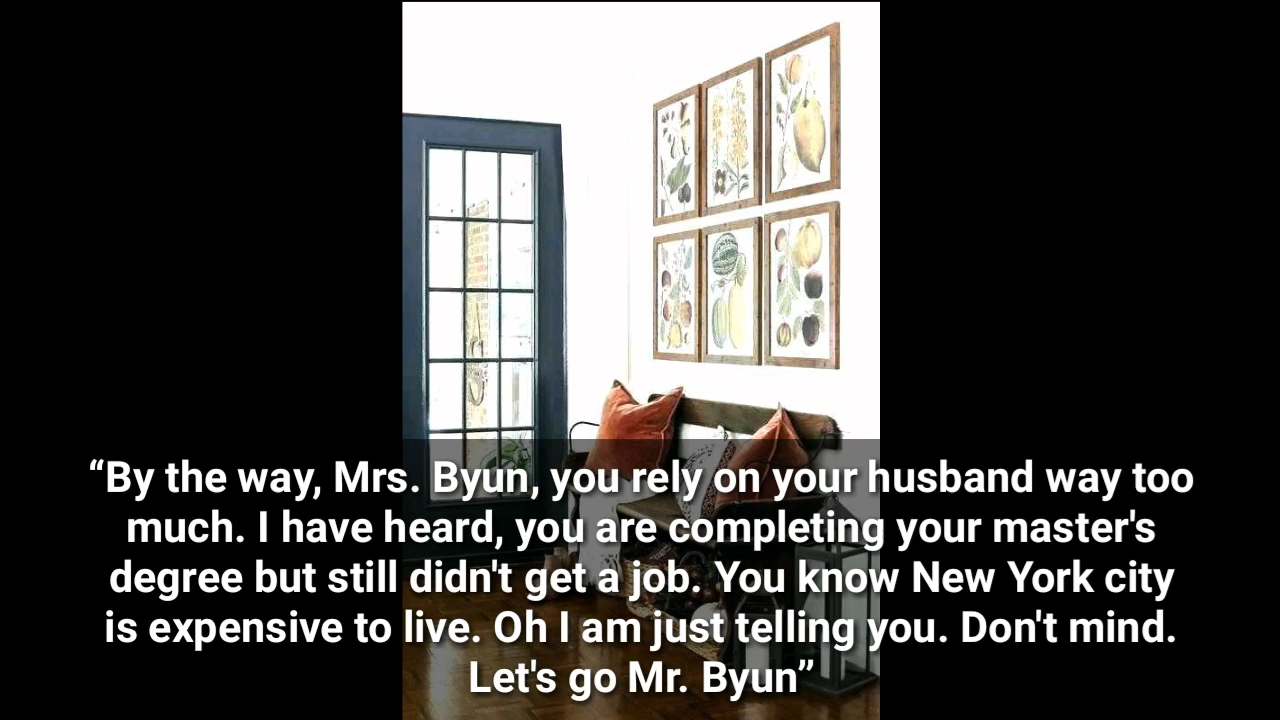 “By the way, Mrs. Byun, you rely on your husband way too
much. I have heard, you are completing your master's
degree but still didn't get a job. You know New York city
is expensive to live. Oh I am just telling you. Don't mind.
Let's go Mr. Byun”